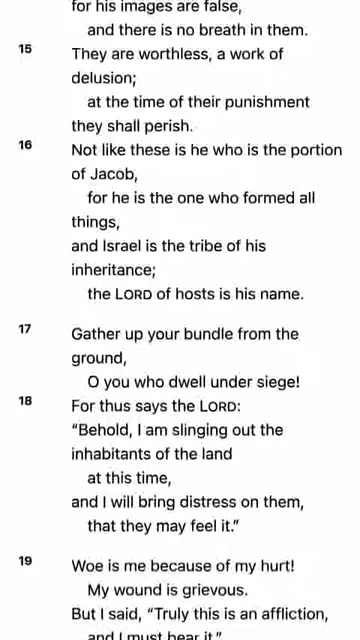 for his images are false,
and there is no breath in them.
15 They are worthless, a work of
delusion;
at the time of their punishment
they shall perish.
16 Not like these is he who is the portion
of Jacob,
for he is the one who formed all
things,
and Israel is the tribe of his
inheritance;
the LORD of hosts is his name.
17 Gather up your bundle from the
ground,
O you who dwell under siege!
18 For thus says the LORD:
“Behold, I am slinging out the
inhabitants of the land
at this time,
and I will bring distress on them,
that they may feel it.”
19 Woe is me because of my hurt!
My wound is grievous.
But I said, “Truly this is an affliction,
and I must bear it.”